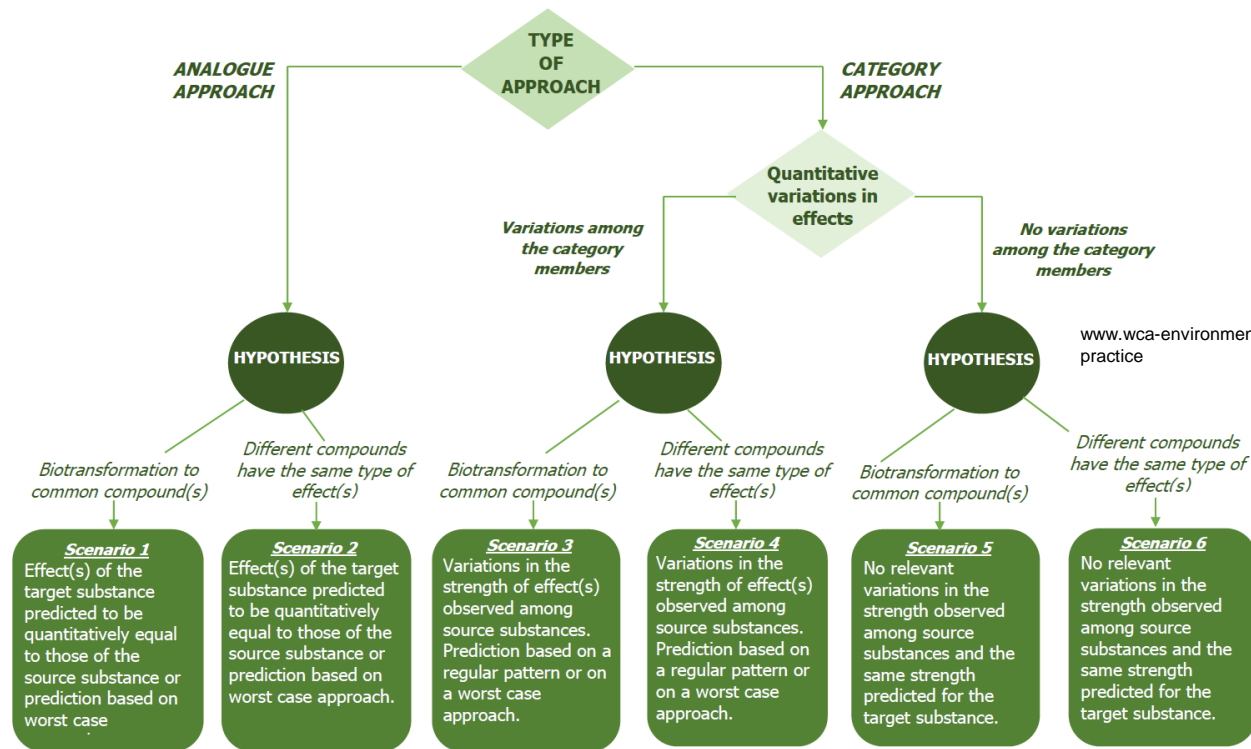 TYPE
OF
APPROACH
ANALOGUE
APPROACH
CATEGORY
APPROACH
Quantitative
variations in
effects
Variations among
the category
members
No variations
among the category
members
HYPOTHESIS
HYPOTHESIS
HYPOTHESIS
www.wca-environmen
practice
Biotransformation to
common compound(s)
Different compounds
have the same type of
effect(s)
Biotransformation to
common compound(s)
Different compounds
have the same type of
effect(s)
Biotransformation to
common compound(s)
Different compounds
have the same type of
effect(s)
Scenario 1
Effect(s) of the
target substance
predicted to be
quantitatively equal
to those of the
source substance or
prediction based on
worst case
Scenario 2
Effect(s) of the target
substance predicted
to be quantitatively
equal to those of the
source substance or
prediction based on
worst case approach.
Scenario 3
Variations in the
strength of effect(s)
observed among
source substances.
Prediction based on
a regular pattern or
on a worst case
approach.
Scenario 4
Variations in the
strength of effect(s)
observed among
source substances.
Prediction based on
a regular pattern or
on a worst case
approach.
Scenario 5
No relevant
variations in the
strength observed
among source
substances and the
same strength
predicted for the
target substance.
Scenario 6
No relevant
variations in the
strength observed
among source
substances and the
same strength
predicted for the
target substance.